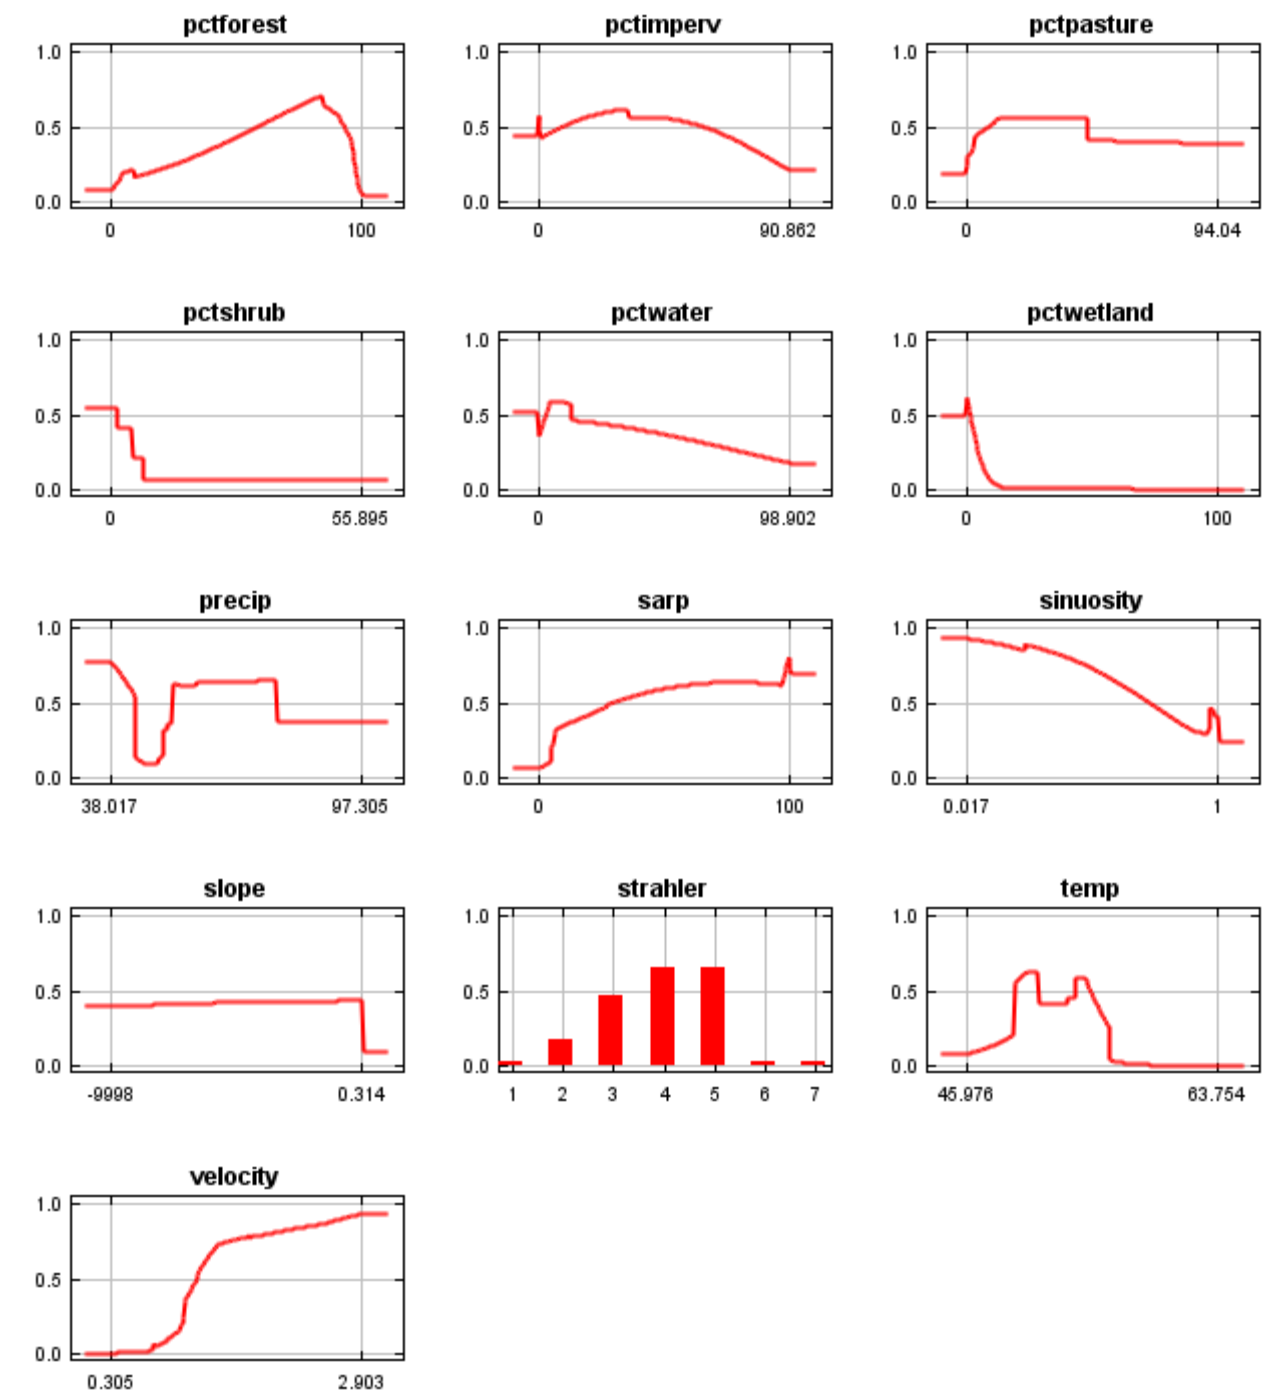 pctforest pctimperv pctpasture
1.0 1.0 1.0
0.5 0.5 0.5
0.0 0.0 0.0
0 100 0 90.862 0 94.04
pctshrub pctwater pctwetland
1.0 1.0 1.0
0.5 0.5 0.5
0.0 0.0 0.0
0 55.895 0 98.902 0 100
precip sarp sinuosity
1.0 1.0 1.0
0.5 0.5 0.5
0.0 0.0 0.0
38.017 97.305 0 100 0.017 1
slope strahler temp
1.0 1.0 1.0
0.5 0.5 0.5
0.0 0.0 0.0
-9998 0.314 1 2 3 4 5 6 7 45.976 63.754
velocity
1.0
0.5
0.0
0.305 2.903